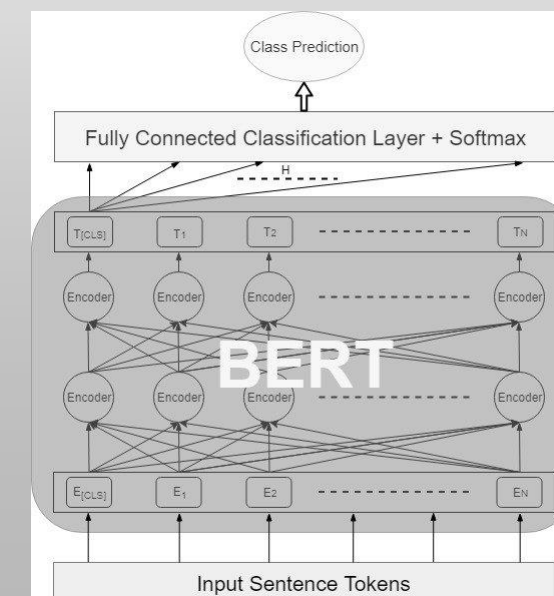 Class Prediction
Fully Connected Classification Layer + Softmax
H
T[CLS] T1 T2 TN
Encoder Encoder Encoder Encoder
BERT
Encoder Encoder Encoder Encoder
E[CLS] E1 E2 EN
Input Sentence Tokens